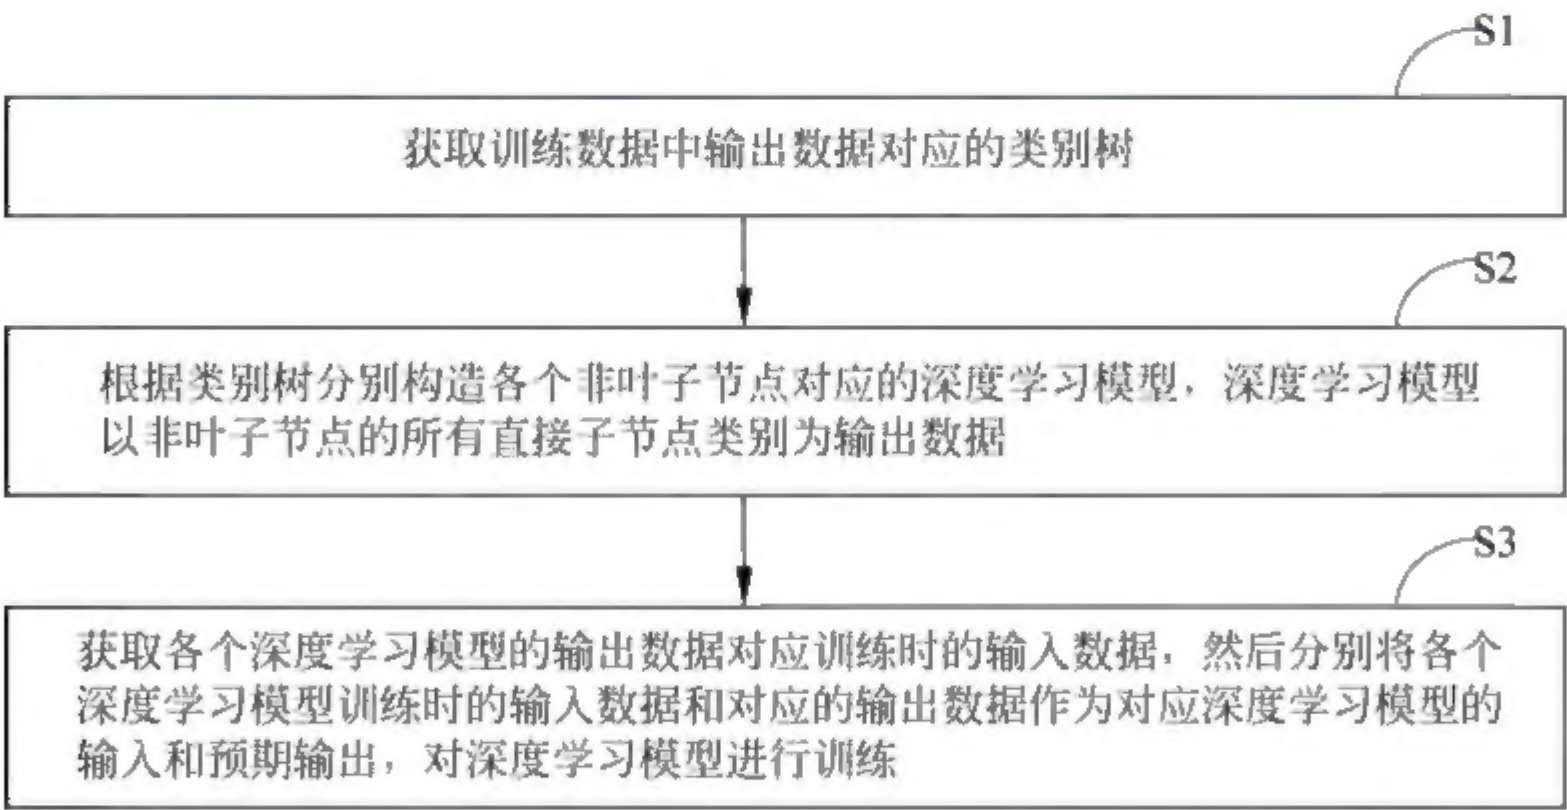 S1
获取训练数据中输出数据对应的类别树
S2
根据类别树分别构造各个非叶子节点对应的深度学习模型，深度学习模型
以非叶子节点的所有直接子节点类别为输出数据
S3
获取各个深度学习模型的输出数据对应训练时的输入数据，然后分别将各个
深度学习模型训练时的输入数据和对应的输出数据作为对应深度学习模型的
输入和预期输出，对深度学习模型进行训练